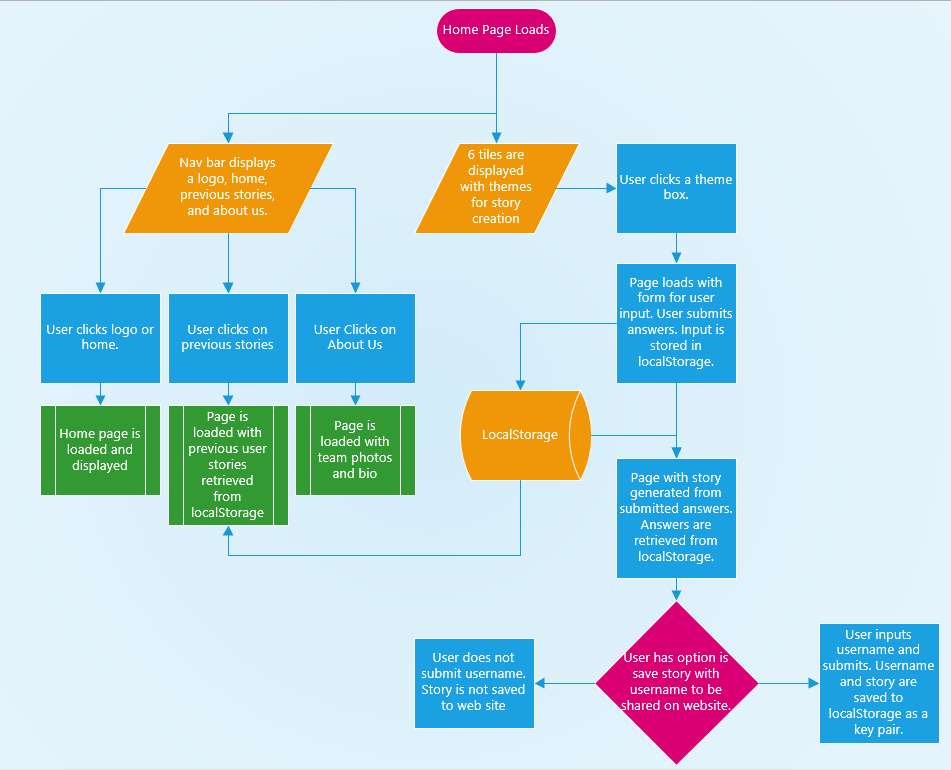 Home Page Loads
Nav bar displays
a logo, home,
previous stories,
and about us.
6 tiles are
displayed
with themes
for story
creation
User clicks a theme
box.
Page loads with
form for user
input. User submits
answers. Input is
stored in
localStorage.
User clicks logo or
home.
User clicks on
previous stories
User Clicks on
About Us
Home page is
loaded and
displayed
Page is
loaded with
previous user
stories
retrieved
from
localStorage
Page is
loaded with
team photos
and bio
LocalStorage
Page with story
generated from
submitted answers.
Answers are
retrieved from
localStorage.
User has option is
save story with
username to be
shared on website.
User does not
submit username.
Story is not saved
to web site
User inputs
username and
submits. Username
and story are
saved to
localStorage as a
key pair.